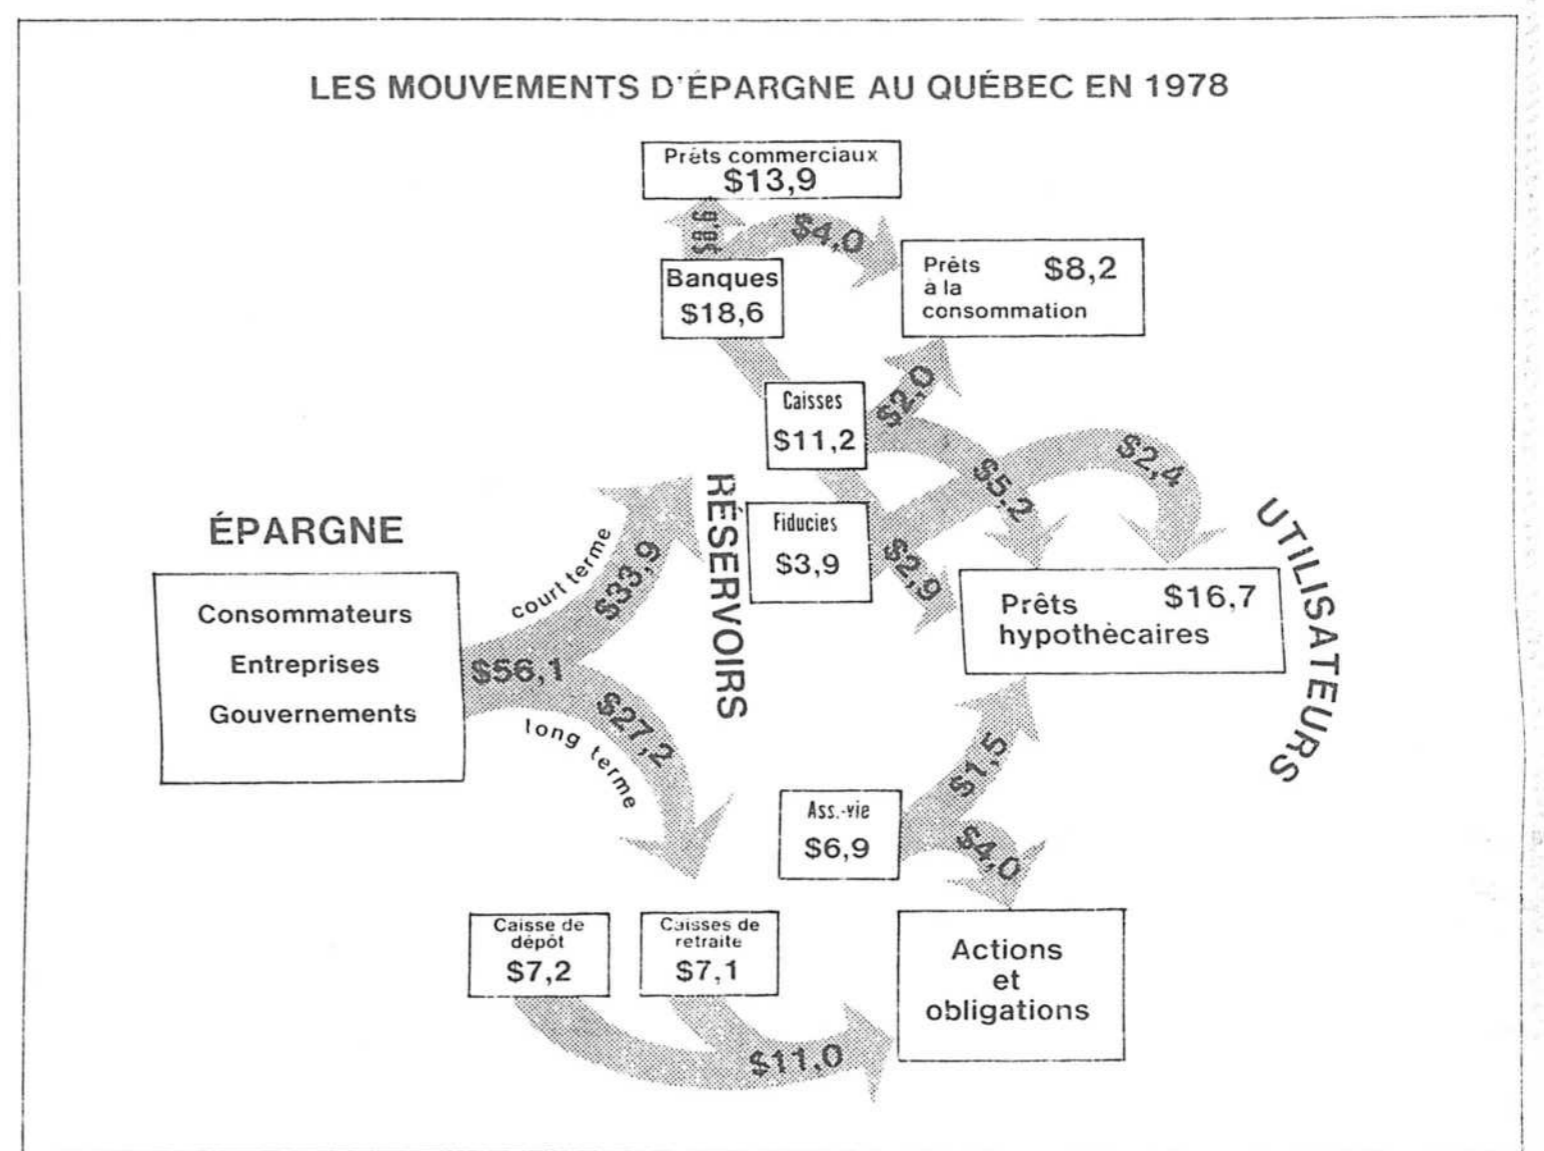 LES MOUVEMENTS D'ÉPARGNE AU QUÉBEC EN 1978
Prêts commerciaux
$13,9
$9,9
$4,0
Banques
$18,6
Prêts $8,2
à la
consommation
$2,0
Caisses
$11,2
$5,2
$2,4
Fiducies
$3,9
$2,9
RÉSERVOIRS
UTILISATEURS
Prêts $16,7
hypothécaires
ÉPARGNE
Consommateurs
Entreprises
Gouvernements
court terme
$33,9
$56,1
$27,2
long terme
$1,5
Ass.-vie
$6,9
$4,0
Caisse de
dépôt
$7,2
Caisses de
retraite
$7,1
$11,0
Actions
et
obligations